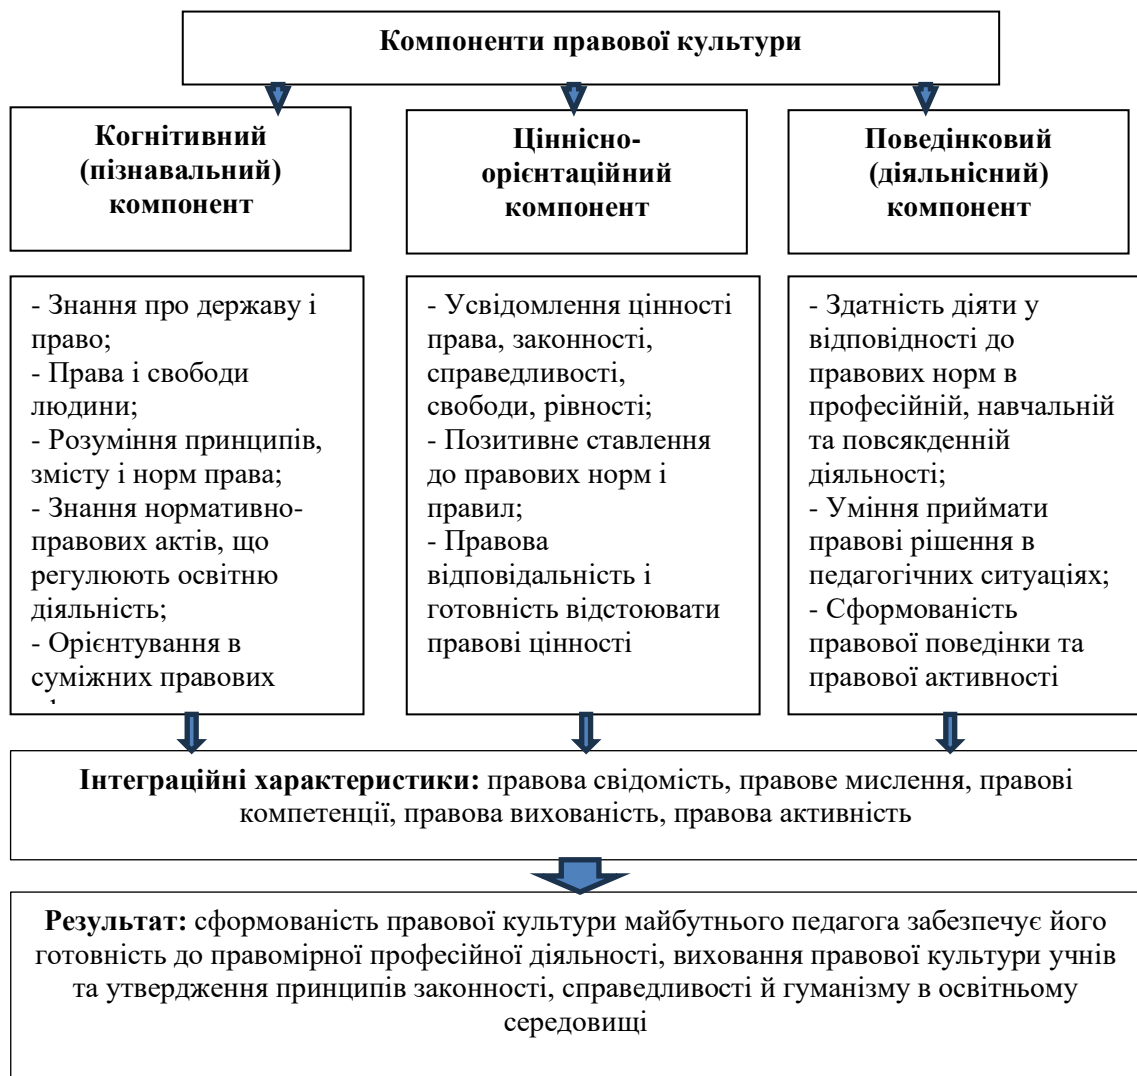 Компоненти правової культури
Когнітивний
(пізнавальний)
компонент
Ціннісно-
орієнтаційний
компонент
Поведінковий
(діяльнісний)
компонент
- Знання про державу і
право;
- Права і свободи
людини;
- Розуміння принципів,
змісту і норм права;
- Знання нормативно-
правових актів, що
регулюють освітню
діяльність;
- Орієнтування в
суміжних правових
- Усвідомлення цінності
права, законності,
справедливості,
свободи, рівності;
- Позитивне ставлення
до правових норм і
правил;
- Правова
відповідальність і
готовність відстоювати
правові цінності
- Здатність діяти у
відповідності до
правових норм в
професійній, навчальній
та повсякденній
діяльності;
- Уміння приймати
правові рішення в
педагогічних ситуаціях;
- Сформованість
правової поведінки та
правової активності
Інтеграційні характеристики: правова свідомість, правове мислення, правові
компетенції, правова вихованість, правова активність
Результат: сформованість правової культури майбутнього педагога забезпечує його
готовність до правомірної професійної діяльності, виховання правової культури учнів
та утвердження принципів законності, справедливості й гуманізму в освітньому
середовищі